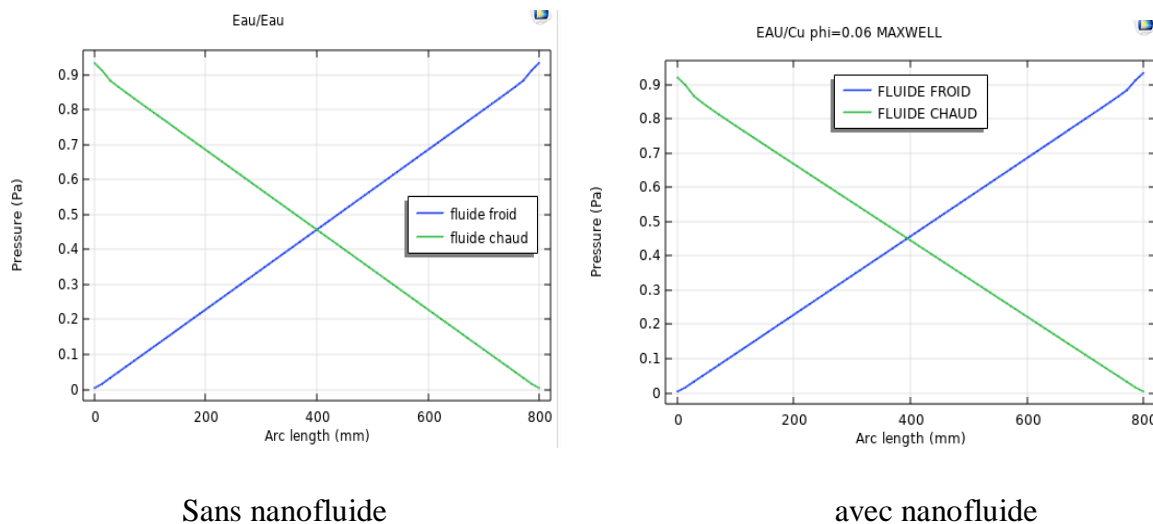 Eau/Eau
Pressure (Pa)
0.9
0.8
0.7
0.6
0.5
0.4
0.3
0.2
0.1
0
fluide froid
fluide chaud
0 200 400 600 800
Arc length (mm)
EAU/Cu phi=0.06 MAXWELL
Pressure (Pa)
0.9
0.8
0.7
0.6
0.5
0.4
0.3
0.2
0.1
0
FLUIDE FROID
FLUIDE CHAUD
0 200 400 600 800
Arc length (mm)
Sans nanofluide
avec nanofluide